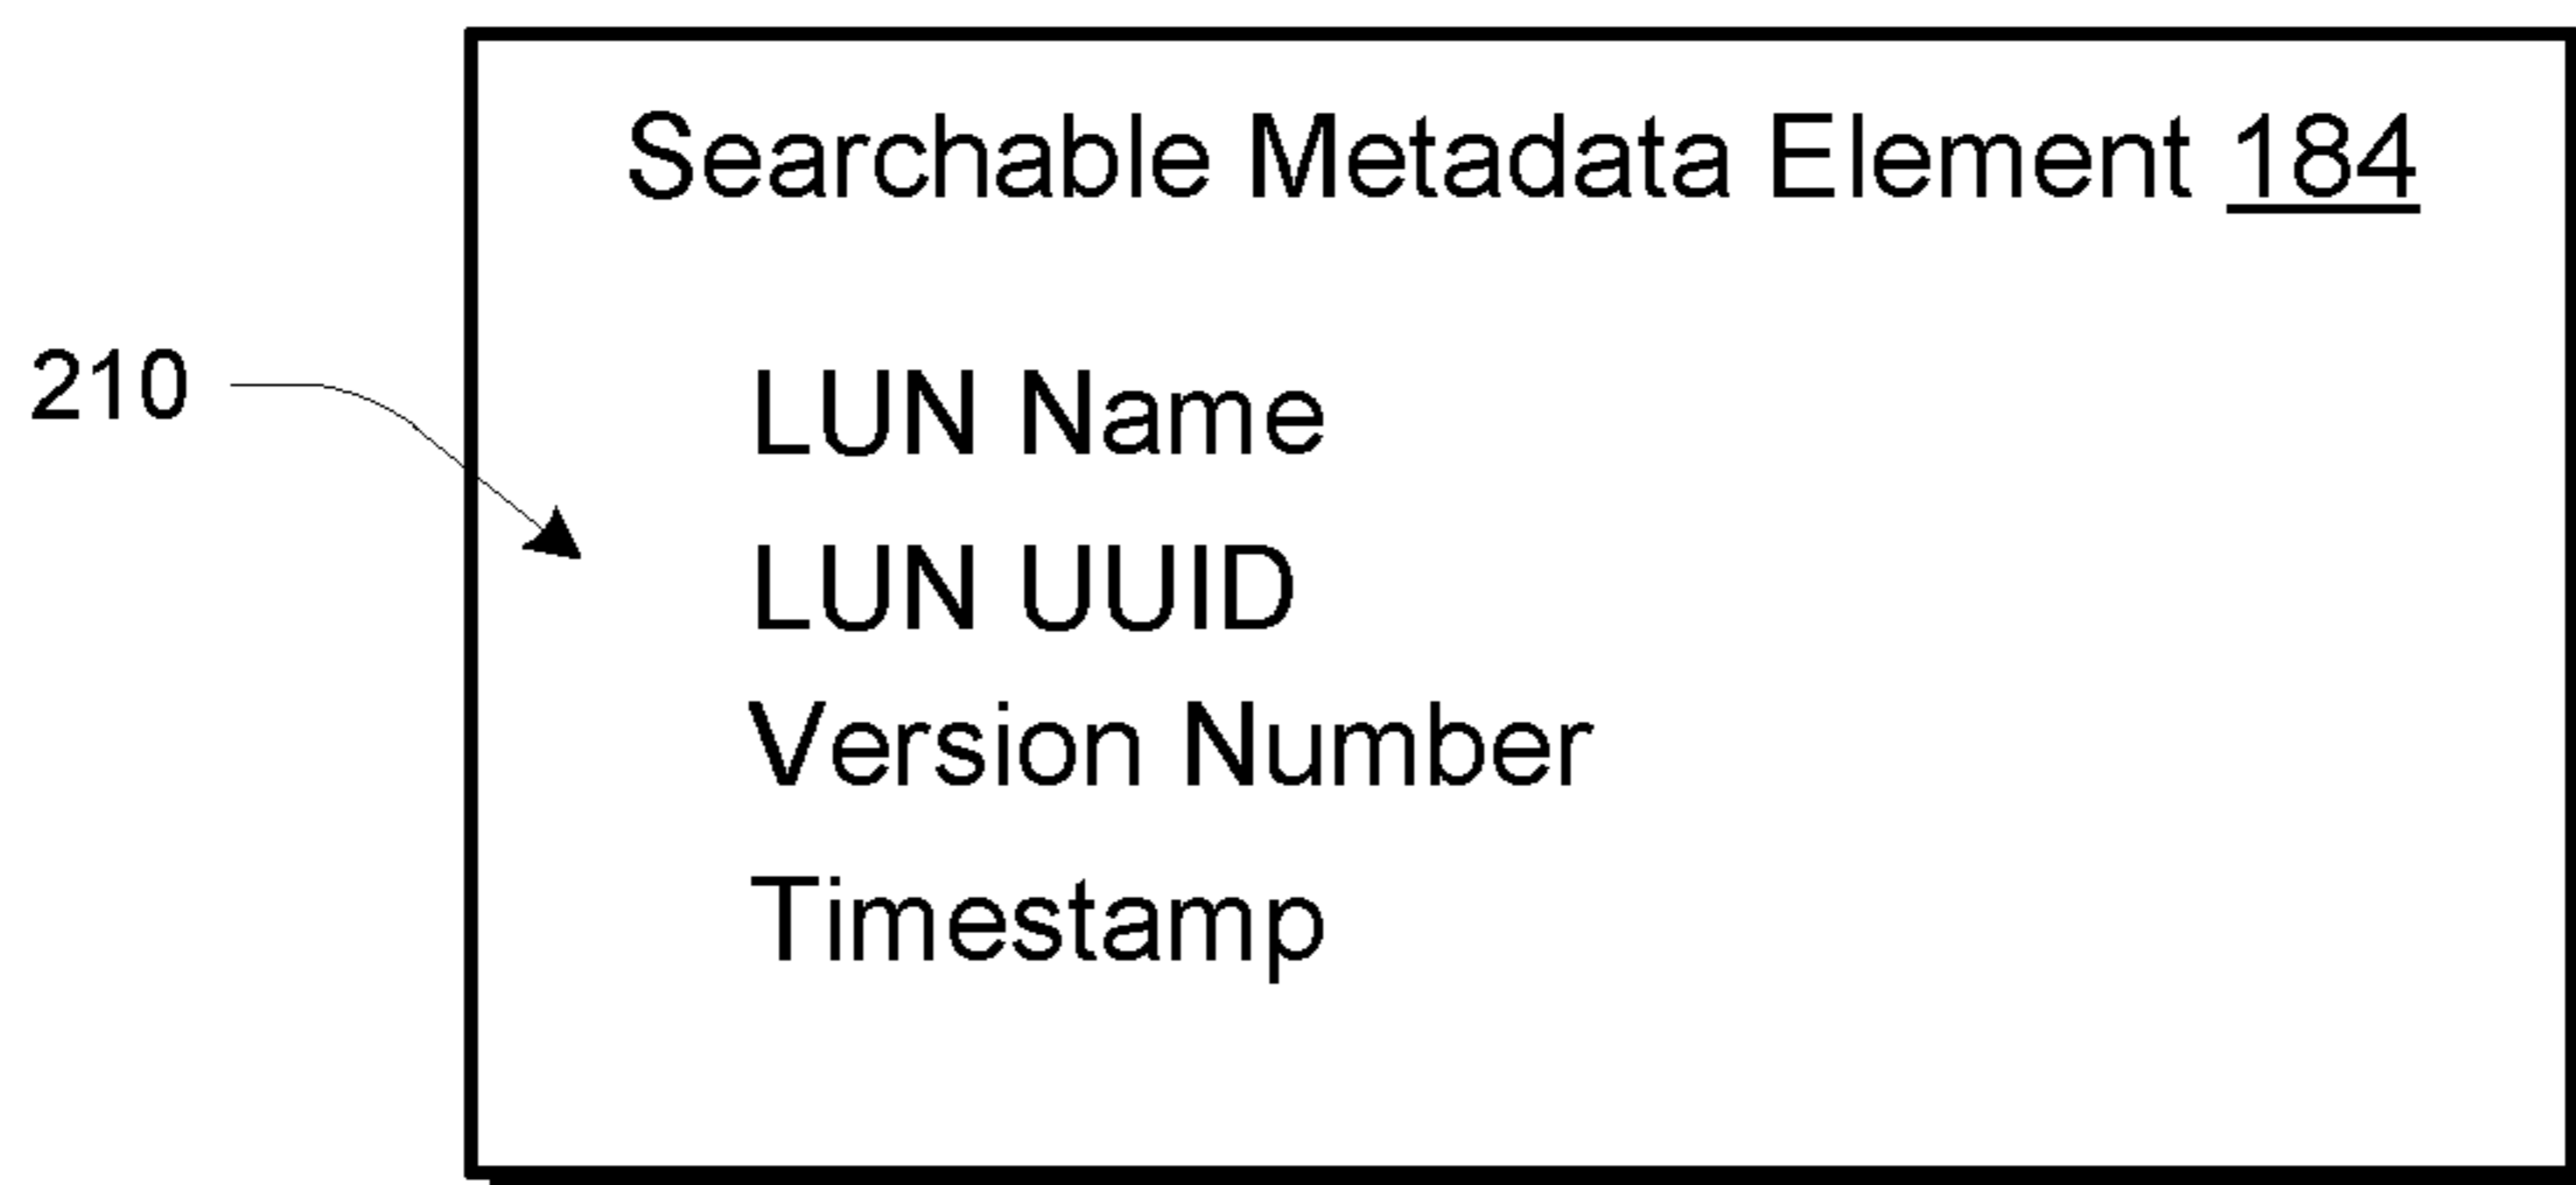 Searchable Metadata Element 184
210
LUN Name
LUN UUID
Version Number
Timestamp